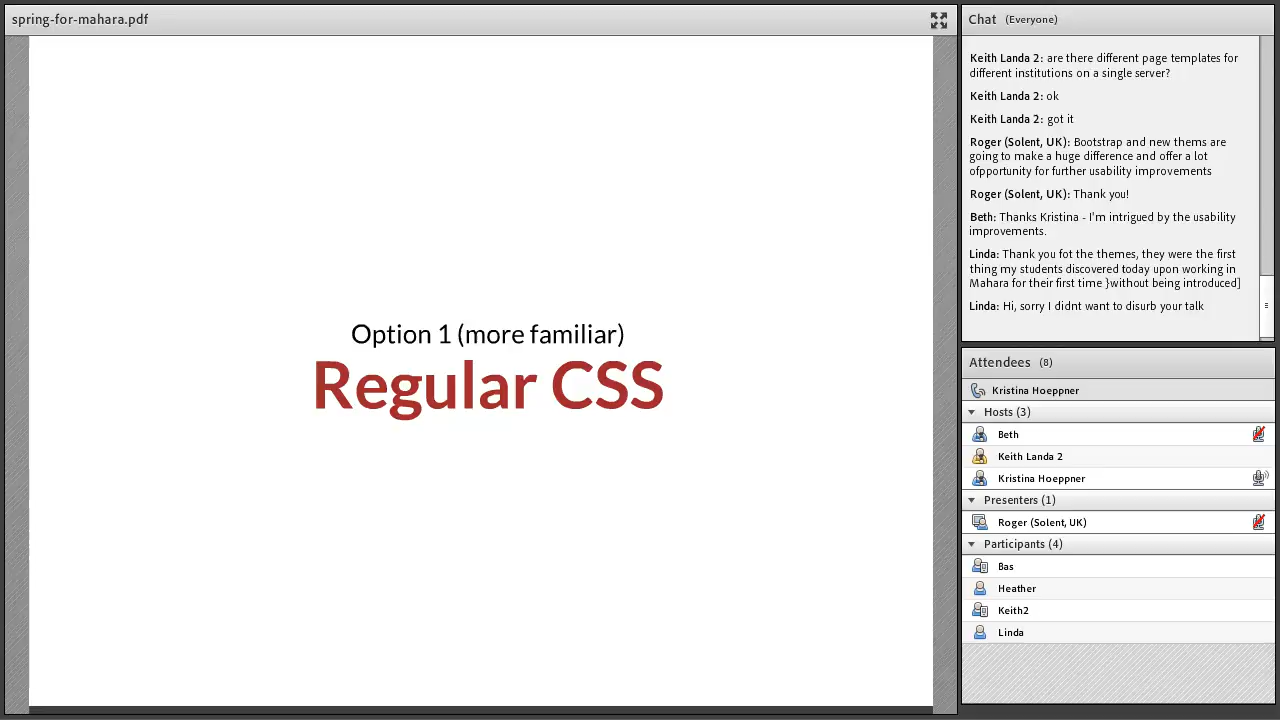 spring-for-mahara.pdf
Option 1 (more familiar)
Regular CSS
Chat (Everyone)
Keith Landa 2: are there different page templates for
different institutions on a single server?
Keith Landa 2: ok
Keith Landa 2: got it
Roger (Solent, UK): Bootstrap and new thems are
going to make a huge difference and offer a lot
ofpportunity for further usability improvements
Roger (Solent, UK): Thank you!
Beth: Thanks Kristina - I'm intrigued by the usability
improvements.
Linda: Thank you fot the themes, they were the first
thing my students discovered today upon working in
Mahara for their first time }without being introduced]
Linda: Hi, sorry I didnt want to disurb your talk
Attendees (8)
Kristina Hoeppner
Hosts (3)
Beth
Keith Landa 2
Kristina Hoeppner
Presenters (1)
Roger (Solent, UK)
Participants (4)
Bas
Heather
Keith2
Linda